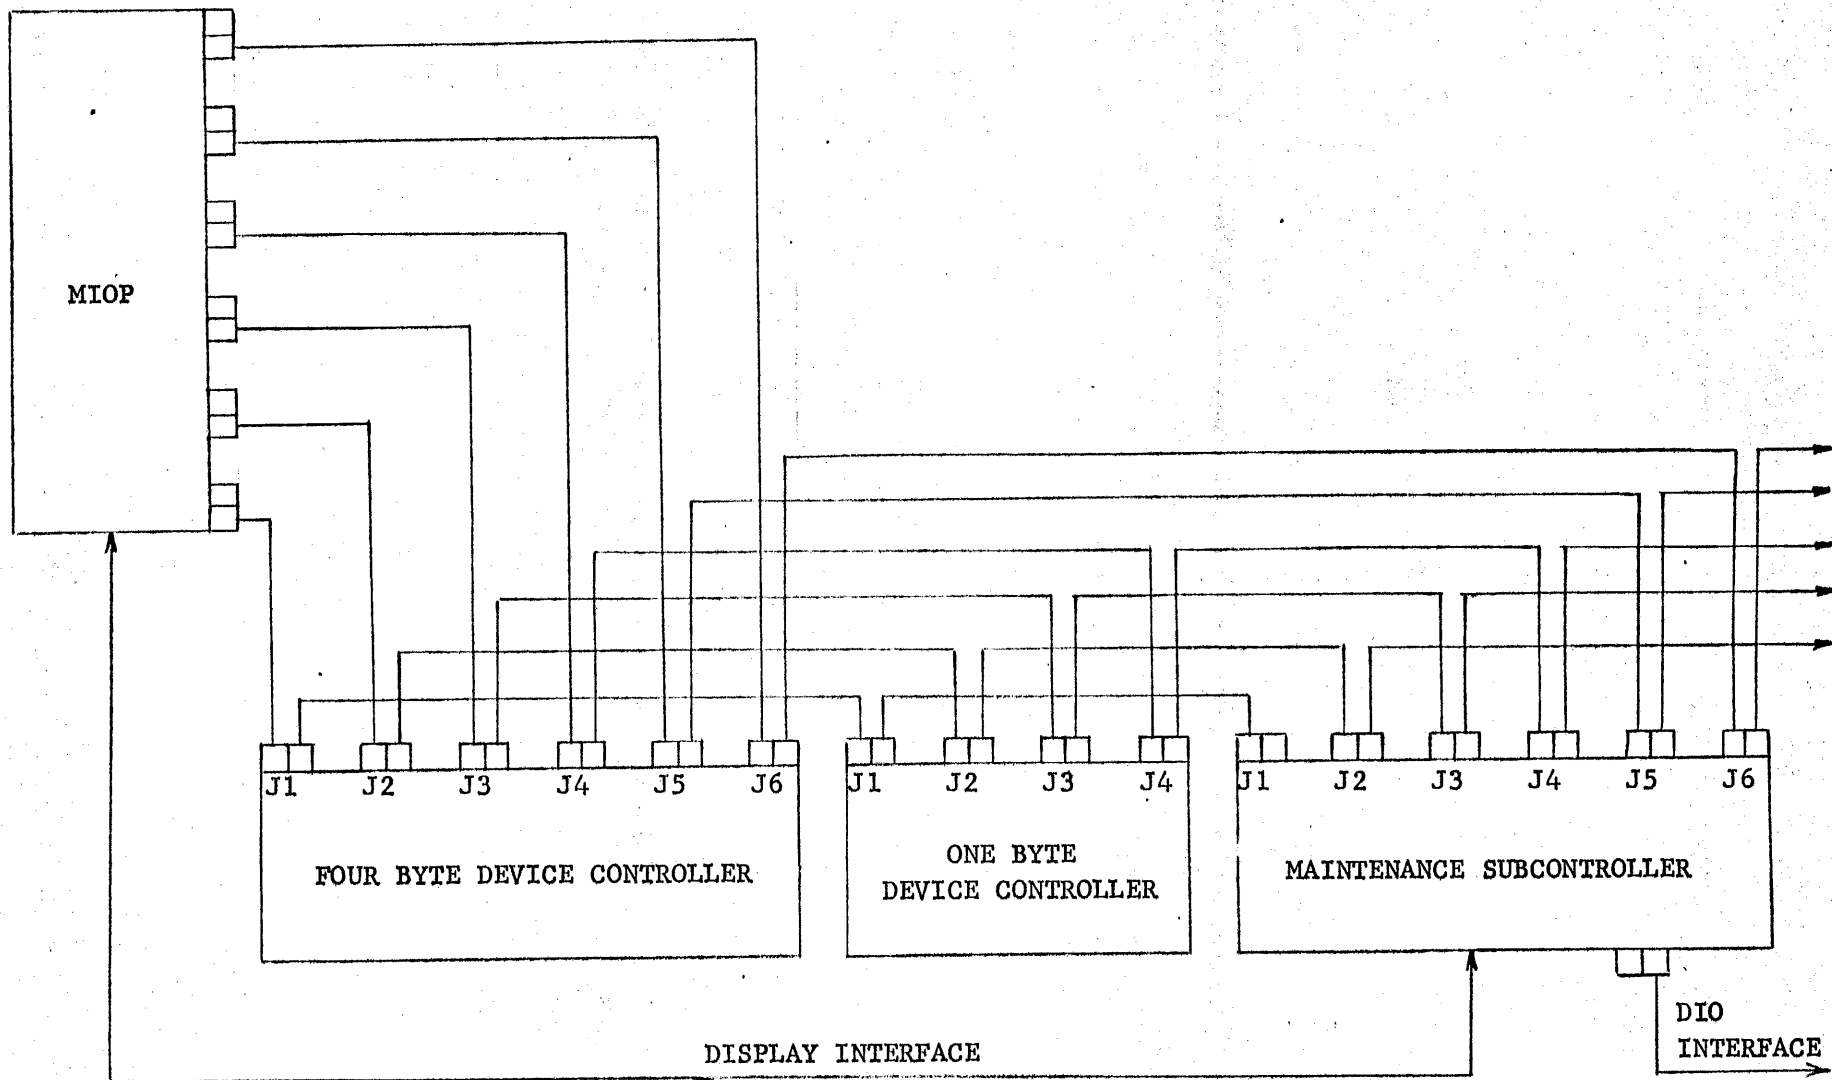 MIOP
J1 J2 J3 J4 J5 J6
J1 J2 J3 J4
J1 J2 J3 J4 J5 J6
FOUR BYTE DEVICE CONTROLLER
ONE BYTE
DEVICE CONTROLLER
MAINTENANCE SUBCONTROLLER
DISPLAY INTERFACE
DIO
INTERFACE